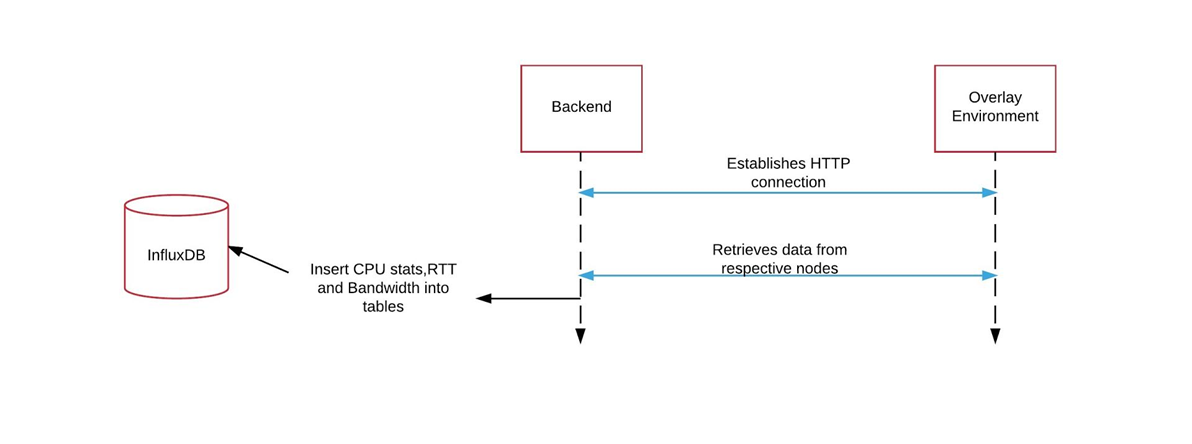 Backend
Overlay
Environment
Establishes HTTP
connection
Retrieves data from
respective nodes
InfluxDB
Insert CPU stats,RTT
and Bandwidth into
tables